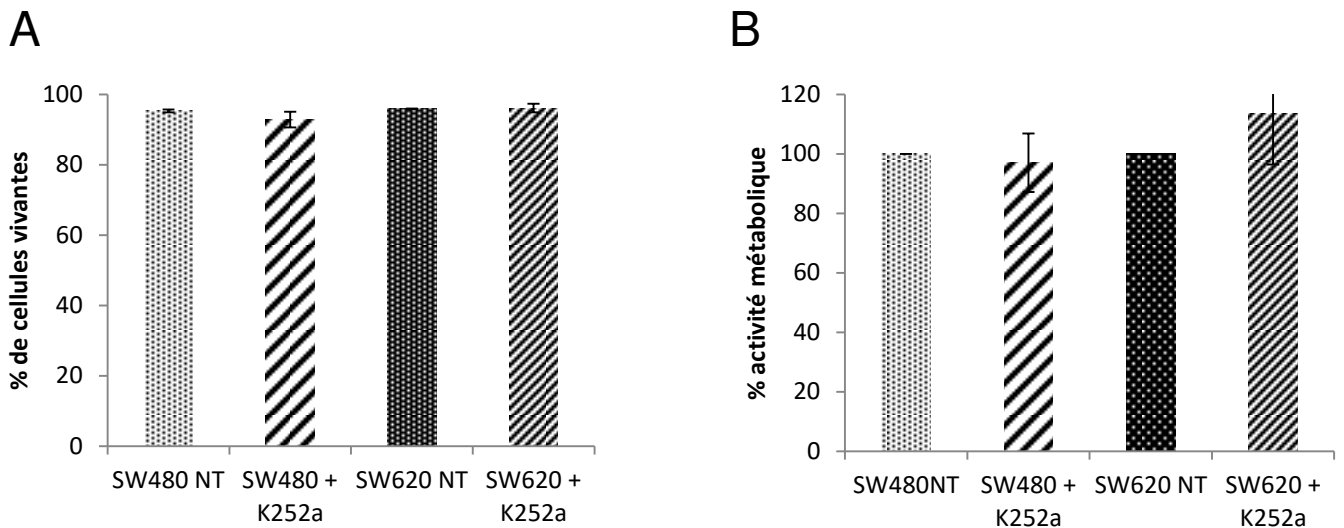 A
% de cellules vivantes
100
80
60
40
20
0
SW480 NT
SW480 +
K252a
SW620 NT
SW620 +
K252a
B
% activité métabolique
120
100
80
60
40
20
0
SW480NT
SW480 +
K252a
SW620 NT
SW620 +
K252a